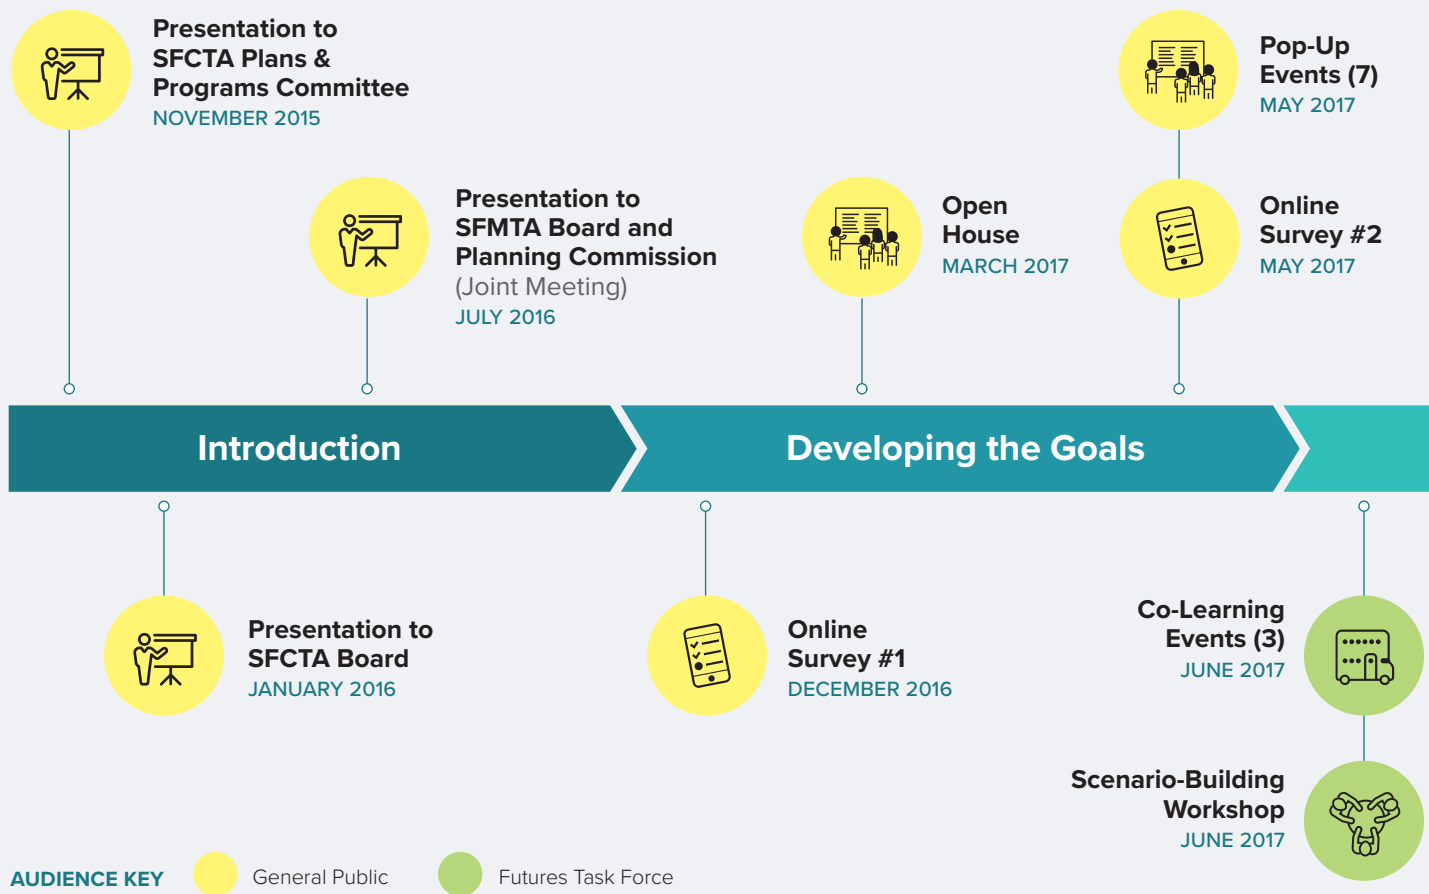 Presentation to
SFCTA Plans &
Programs Committee
NOVEMBER 2015
Presentation to
SFMTA Board and
Planning Commission
(Joint Meeting)
JULY 2016
Open
House
MARCH 2017
Pop-Up
Events (7)
MAY 2017
Online
Survey #2
MAY 2017
Introduction
Developing the Goals
Presentation to
SFCTA Board
JANUARY 2016
Online
Survey #1
DECEMBER 2016
Co-Learning
Events (3)
JUNE 2017
Scenario-Building
Workshop
JUNE 2017
AUDIENCE KEY
General Public
Futures Task Force